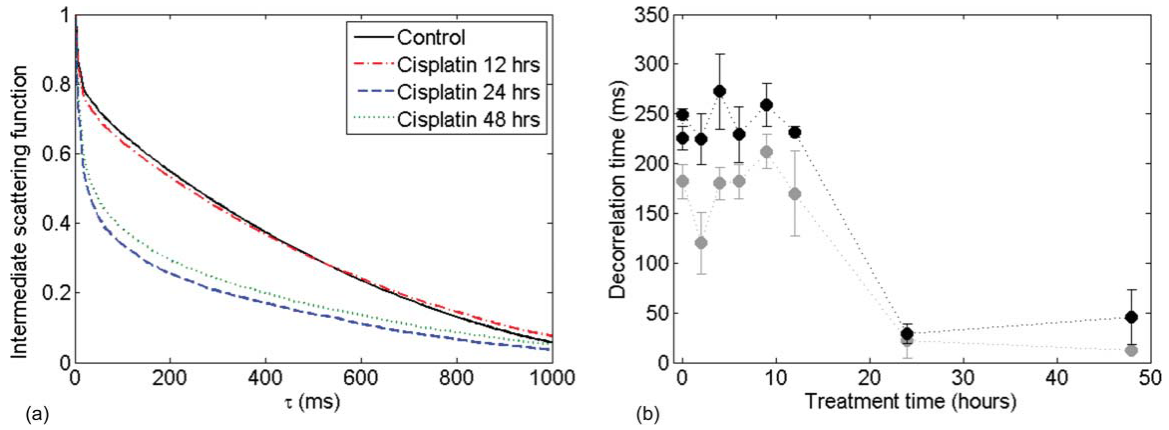 1
0.8
0.6
0.4
0.2
0
0 200 400 600 800 1000
Intermediate scattering function
τ (ms)
Control
Cisplatin 12 hrs
Cisplatin 24 hrs
Cisplatin 48 hrs
(a)
350
300
250
200
150
100
50
0
0 10 20 30 40 50
Decorrelation time (ms)
Treatment time (hours)
(b)